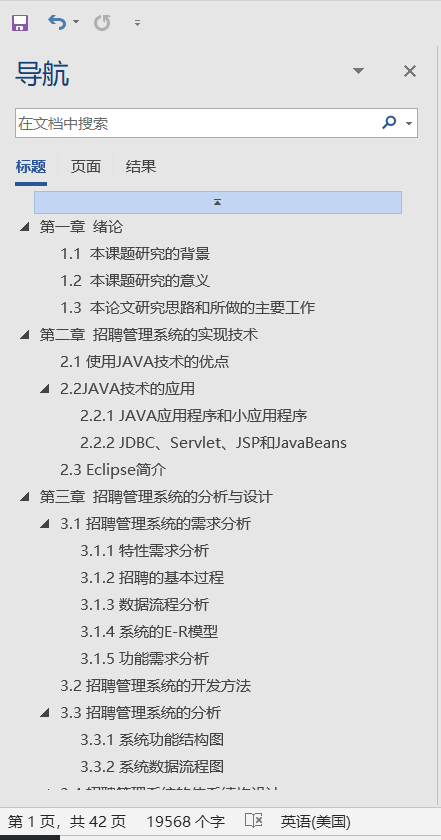 导航
在文档中搜索
标题 页面 结果
第一章 绪论
1.1 本课题研究的背景
1.2 本课题研究的意义
1.3 本论文研究思路和所做的主要工作
第二章 招聘管理系统的实现技术
2.1 使用JAVA技术的优点
2.2JAVA技术的应用
2.2.1 JAVA应用程序和小应用程序
2.2.2 JDBC、Servlet、JSP和JavaBeans
2.3 Eclipse简介
第三章 招聘管理系统的分析与设计
3.1 招聘管理系统的需求分析
3.1.1 特性需求分析
3.1.2 招聘的基本过程
3.1.3 数据流程分析
3.1.4 系统的E-R模型
3.1.5 功能需求分析
3.2 招聘管理系统的开发方法
3.3 招聘管理系统的分析
3.3.1 系统功能结构图
3.3.2 系统数据流程图
第 1 页，共 42 页 19568 个字 英语(美国)